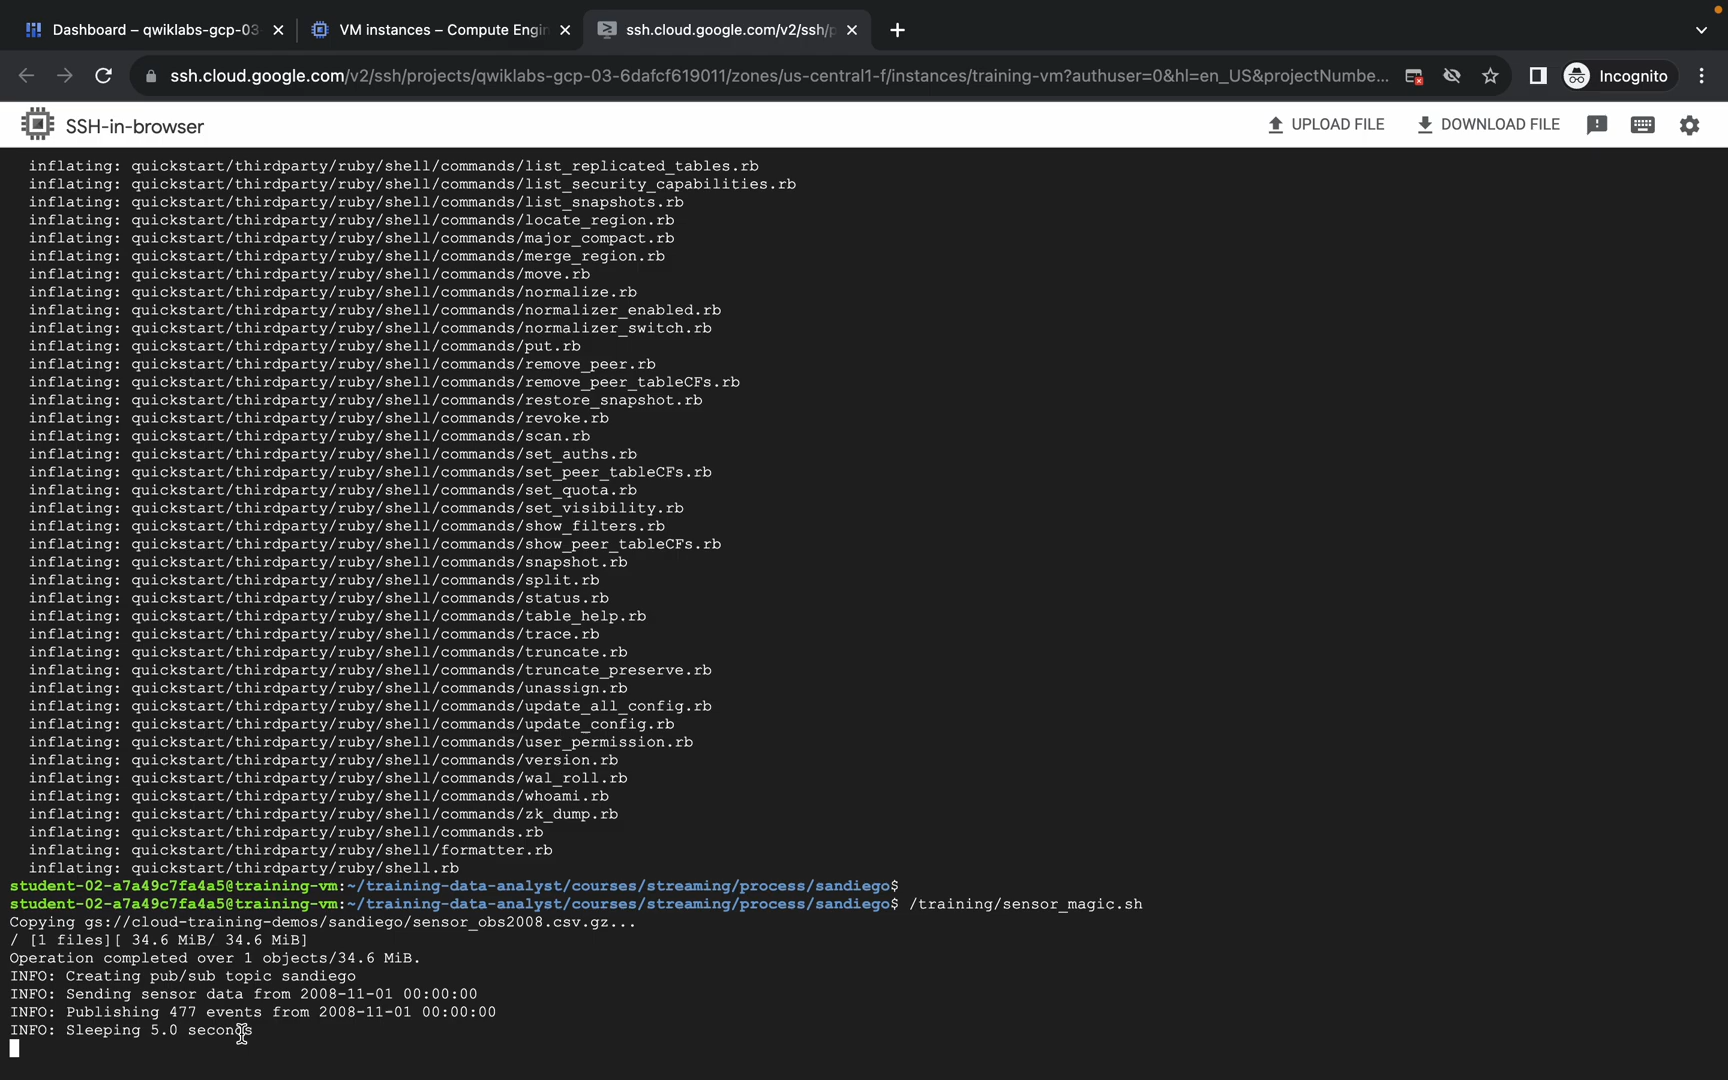 Dashboard – qwiklabs-gcp-03
VM instances – Compute Engin
ssh.cloud.google.com/v2/ssh/p
ssh.cloud.google.com/v2/ssh/projects/qwiklabs-gcp-03-6dafcf619011/zones/us-central1-f/instances/training-vm?authuser=0&hl=en_US&projectNumbe...
Incognito
SSH-in-browser
UPLOAD FILE
DOWNLOAD FILE
inflating: quickstart/thirdparty/ruby/shell/commands/list_replicated_tables.rb
inflating: quickstart/thirdparty/ruby/shell/commands/list_security_capabilities.rb
inflating: quickstart/thirdparty/ruby/shell/commands/list_snapshots.rb
inflating: quickstart/thirdparty/ruby/shell/commands/locate_region.rb
inflating: quickstart/thirdparty/ruby/shell/commands/major_compact.rb
inflating: quickstart/thirdparty/ruby/shell/commands/merge_region.rb
inflating: quickstart/thirdparty/ruby/shell/commands/move.rb
inflating: quickstart/thirdparty/ruby/shell/commands/normalize.rb
inflating: quickstart/thirdparty/ruby/shell/commands/normalizer_enabled.rb
inflating: quickstart/thirdparty/ruby/shell/commands/normalizer_switch.rb
inflating: quickstart/thirdparty/ruby/shell/commands/put.rb
inflating: quickstart/thirdparty/ruby/shell/commands/remove_peer.rb
inflating: quickstart/thirdparty/ruby/shell/commands/remove_peer_tableCFs.rb
inflating: quickstart/thirdparty/ruby/shell/commands/restore_snapshot.rb
inflating: quickstart/thirdparty/ruby/shell/commands/revoke.rb
inflating: quickstart/thirdparty/ruby/shell/commands/scan.rb
inflating: quickstart/thirdparty/ruby/shell/commands/set_auths.rb
inflating: quickstart/thirdparty/ruby/shell/commands/set_peer_tableCFs.rb
inflating: quickstart/thirdparty/ruby/shell/commands/set_quota.rb
inflating: quickstart/thirdparty/ruby/shell/commands/set_visibility.rb
inflating: quickstart/thirdparty/ruby/shell/commands/show_filters.rb
inflating: quickstart/thirdparty/ruby/shell/commands/show_peer_tableCFs.rb
inflating: quickstart/thirdparty/ruby/shell/commands/snapshot.rb
inflating: quickstart/thirdparty/ruby/shell/commands/split.rb
inflating: quickstart/thirdparty/ruby/shell/commands/status.rb
inflating: quickstart/thirdparty/ruby/shell/commands/table_help.rb
inflating: quickstart/thirdparty/ruby/shell/commands/trace.rb
inflating: quickstart/thirdparty/ruby/shell/commands/truncate.rb
inflating: quickstart/thirdparty/ruby/shell/commands/truncate_preserve.rb
inflating: quickstart/thirdparty/ruby/shell/commands/unassign.rb
inflating: quickstart/thirdparty/ruby/shell/commands/update_all_config.rb
inflating: quickstart/thirdparty/ruby/shell/commands/update_config.rb
inflating: quickstart/thirdparty/ruby/shell/commands/user_permission.rb
inflating: quickstart/thirdparty/ruby/shell/commands/version.rb
inflating: quickstart/thirdparty/ruby/shell/commands/wal_roll.rb
inflating: quickstart/thirdparty/ruby/shell/commands/whoami.rb
inflating: quickstart/thirdparty/ruby/shell/commands/zk_dump.rb
inflating: quickstart/thirdparty/ruby/shell/commands.rb
inflating: quickstart/thirdparty/ruby/shell/formatter.rb
inflating: quickstart/thirdparty/ruby/shell.rb
student-02-a7a49c7fa4a5@training-vm:~/training-data-analyst/courses/streaming/process/sandiego$
student-02-a7a49c7fa4a5@training-vm:~/training-data-analyst/courses/streaming/process/sandiego$ /training/sensor_magic.sh
Copying gs://cloud-training-demos/sandiego/sensor_obs2008.csv.gz...
/ [1 files][ 34.6 MiB/ 34.6 MiB]
Operation completed over 1 objects/34.6 MiB.
INFO: Creating pub/sub topic sandiego
INFO: Sending sensor data from 2008-11-01 00:00:00
INFO: Publishing 477 events from 2008-11-01 00:00:00
INFO: Sleeping 5.0 seconds